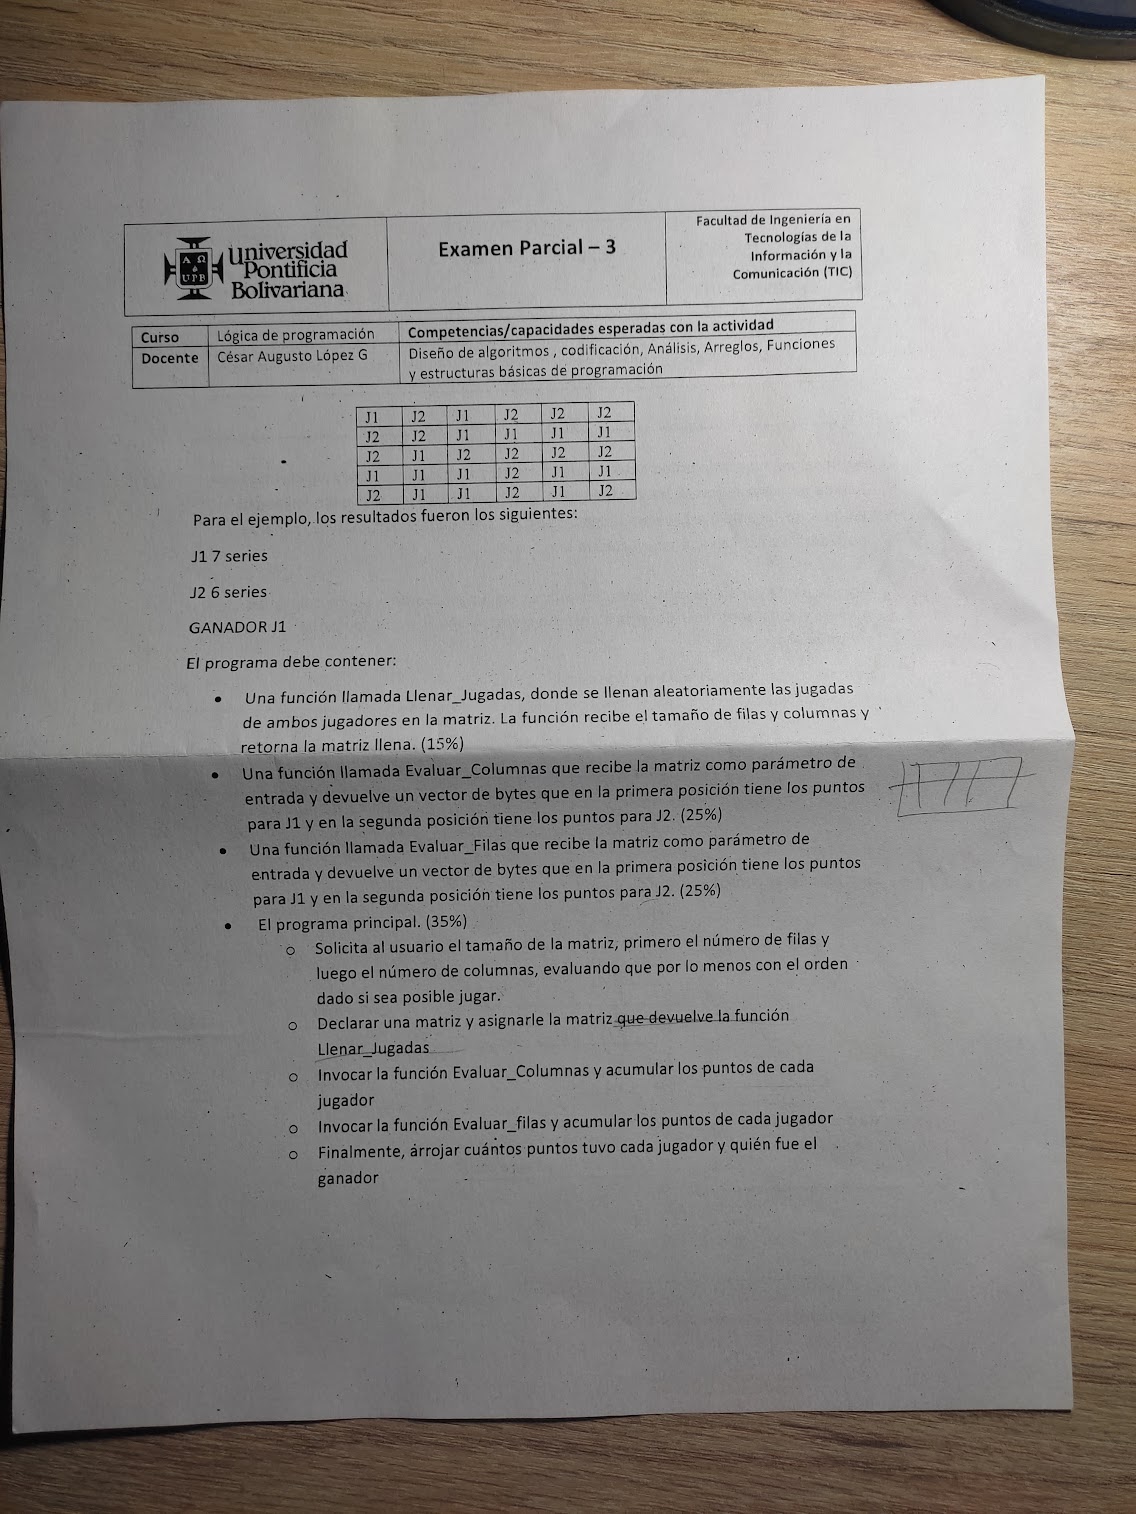 Universidad
Pontificia
Bolivariana
A Ω
U.P.B
Examen Parcial – 3
Facultad de Ingeniería en
Tecnologías de la
Información y la
Comunicación (TIC)
Curso Lógica de programación Competencias/capacidades esperadas con la actividad
Docente César Augusto López G Diseño de algoritmos , codificación, Análisis, Arreglos, Funciones
y estructuras básicas de programación
J1 J2 J1 J2 J2 J2
J2 J2 J1 J1 J1 J1
J2 J1 J2 J2 J2 J2
J1 J1 J1 J2 J1 J1
J2 J1 J1 J2 J1 J2
Para el ejemplo, los resultados fueron los siguientes:
J1 7 series
J2 6 series
GANADOR J1
El programa debe contener:
• Una función llamada Llenar_Jugadas, donde se llenan aleatoriamente las jugadas
de ambos jugadores en la matriz. La función recibe el tamaño de filas y columnas y
retorna la matriz llena. (15%)
• Una función llamada Evaluar_Columnas que recibe la matriz como parámetro de
entrada y devuelve un vector de bytes que en la primera posición tiene los puntos
para J1 y en la segunda posición tiene los puntos para J2. (25%)
• Una función llamada Evaluar_Filas que recibe la matriz como parámetro de
entrada y devuelve un vector de bytes que en la primera posición tiene los puntos
para J1 y en la segunda posición tiene los puntos para J2. (25%)
• El programa principal. (35%)
o Solicita al usuario el tamaño de la matriz, primero el número de filas y
luego el número de columnas, evaluando que por lo menos con el orden
dado si sea posible jugar.
o Declarar una matriz y asignarle la matriz que devuelve la función
Llenar_Jugadas
o Invocar la función Evaluar_Columnas y acumular los puntos de cada
jugador
o Invocar la función Evaluar_filas y acumular los puntos de cada jugador
o Finalmente, arrojar cuántos puntos tuvo cada jugador y quién fue el
ganador